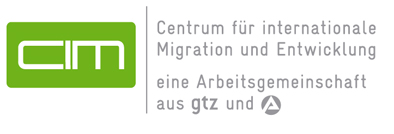 CIM
Centrum für internationale
Migration und Entwicklung
eine Arbeitsgemeinschaft
aus gtz und